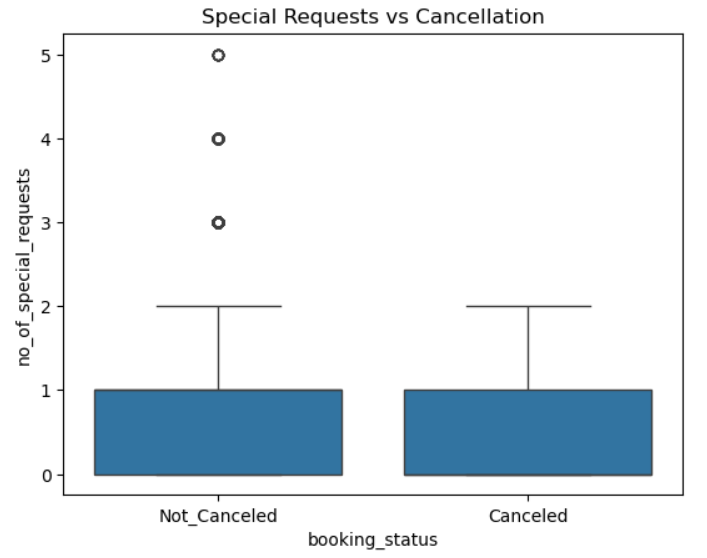 Special Requests vs Cancellation
no_of_special_requests
5
4
3
2
1
0
Not_Canceled
Canceled
booking_status